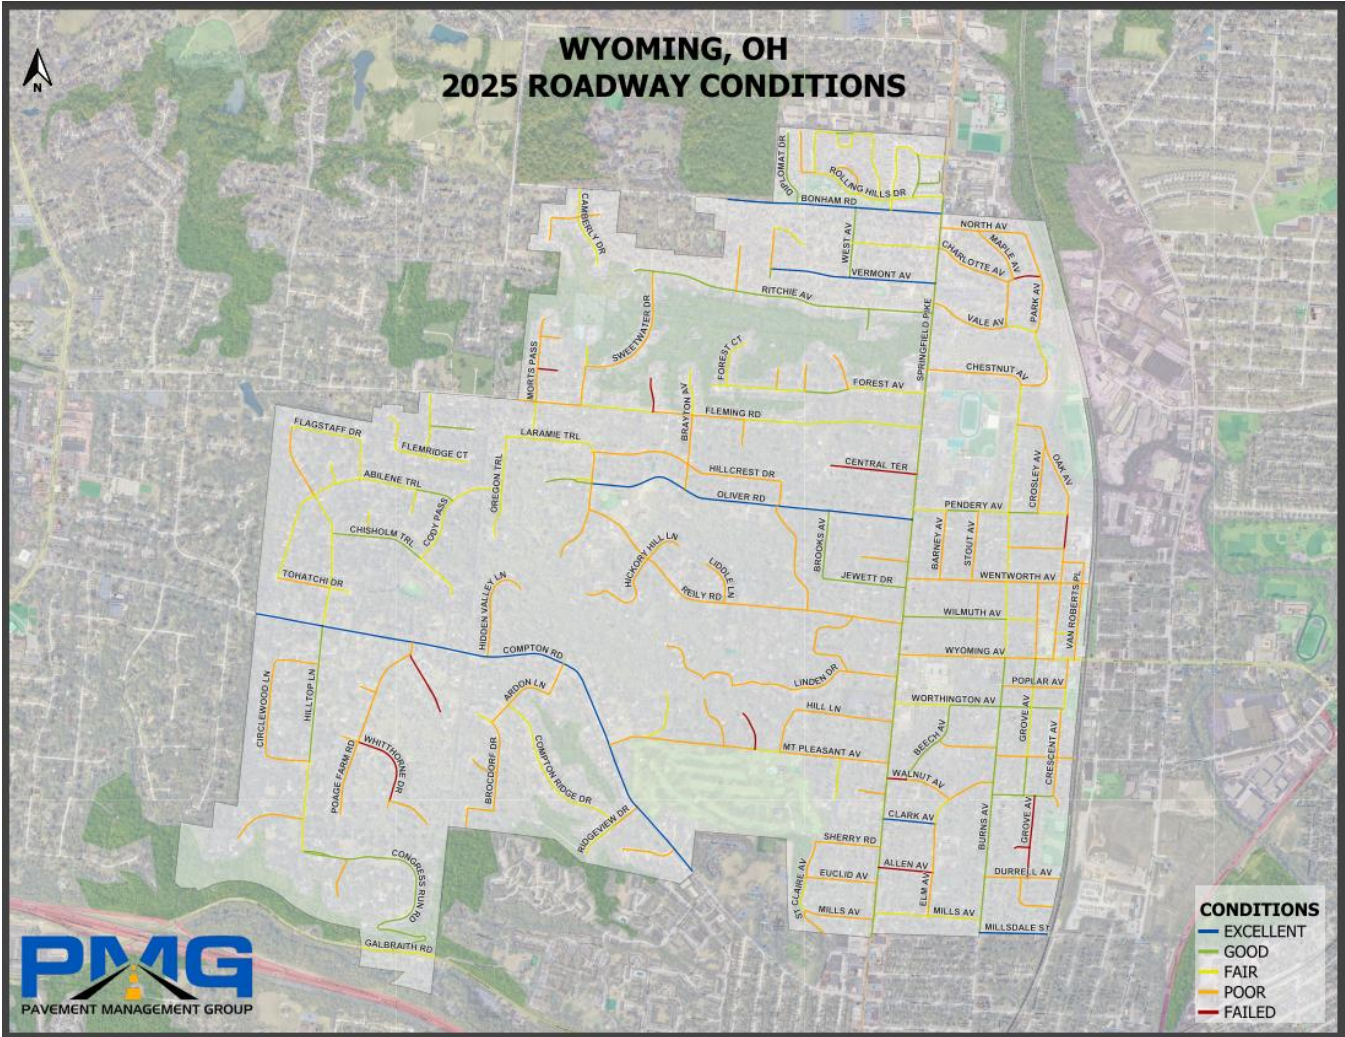 WYOMING, OH
2025 ROADWAY CONDITIONS
N
DIPLOMAT DR
ROLLING HILLS DR
BONHAM RD
CAMBERLY DR
WEST AV
NORTH AV
MAPLE AV
CHARLOTTE AV
VERMONT AV
RITCHIE AV
PARK AV
SPRINGFIELD PIKE
VALE AV
SWEETWATER DR
MORTS PASS
FOREST CT
CHESTNUT AV
FOREST AV
BRAYTON AV
FLEMING RD
FLAGSTAFF DR
LARAMIE TRL
FLEMRIDGE CT
CENTRAL TER
HILLCREST DR
OAK AV
CROSLEY AV
ABILENE TRL
OREGON TRL
OLIVER RD
PENDERY AV
CODY PASS
CHISHOLM TRL
BROOKS AV
BARNEY AV
STOUT AV
HICKORY HILL LN
LIDDLE LN
TOHATCHI DR
JEWETT DR
WENTWORTH AV
HIDDEN VALLEY LN
REILY RD
VAN ROBERTS PL
WILMUTH AV
COMPTON RD
WYOMING AV
LINDEN DR
POPLAR AV
ARDON LN
CIRCLEWOOD LN
HILLTOP LN
WORTHINGTON AV
HILL LN
GROVE AV
BEECH AV
MT PLEASANT AV
CRESCENT AV
WHITTHORNE DR
POAGE FARM RD
BROCDORF DR
COMPTON RIDGE DR
WALNUT AV
CLARK AV
BURNS AV
GROVE AV
RIDGEVIEW DR
SHERRY RD
ALLEN AV
CONGRESS RUN RD
EUCLID AV
DURRELL AV
ST CLAIRE AV
ELM AV
MILLS AV
MILLS AV
MILLSDALE ST
GALBRAITH RD
PMG
PAVEMENT MANAGEMENT GROUP
CONDITIONS
EXCELLENT
GOOD
FAIR
POOR
FAILED